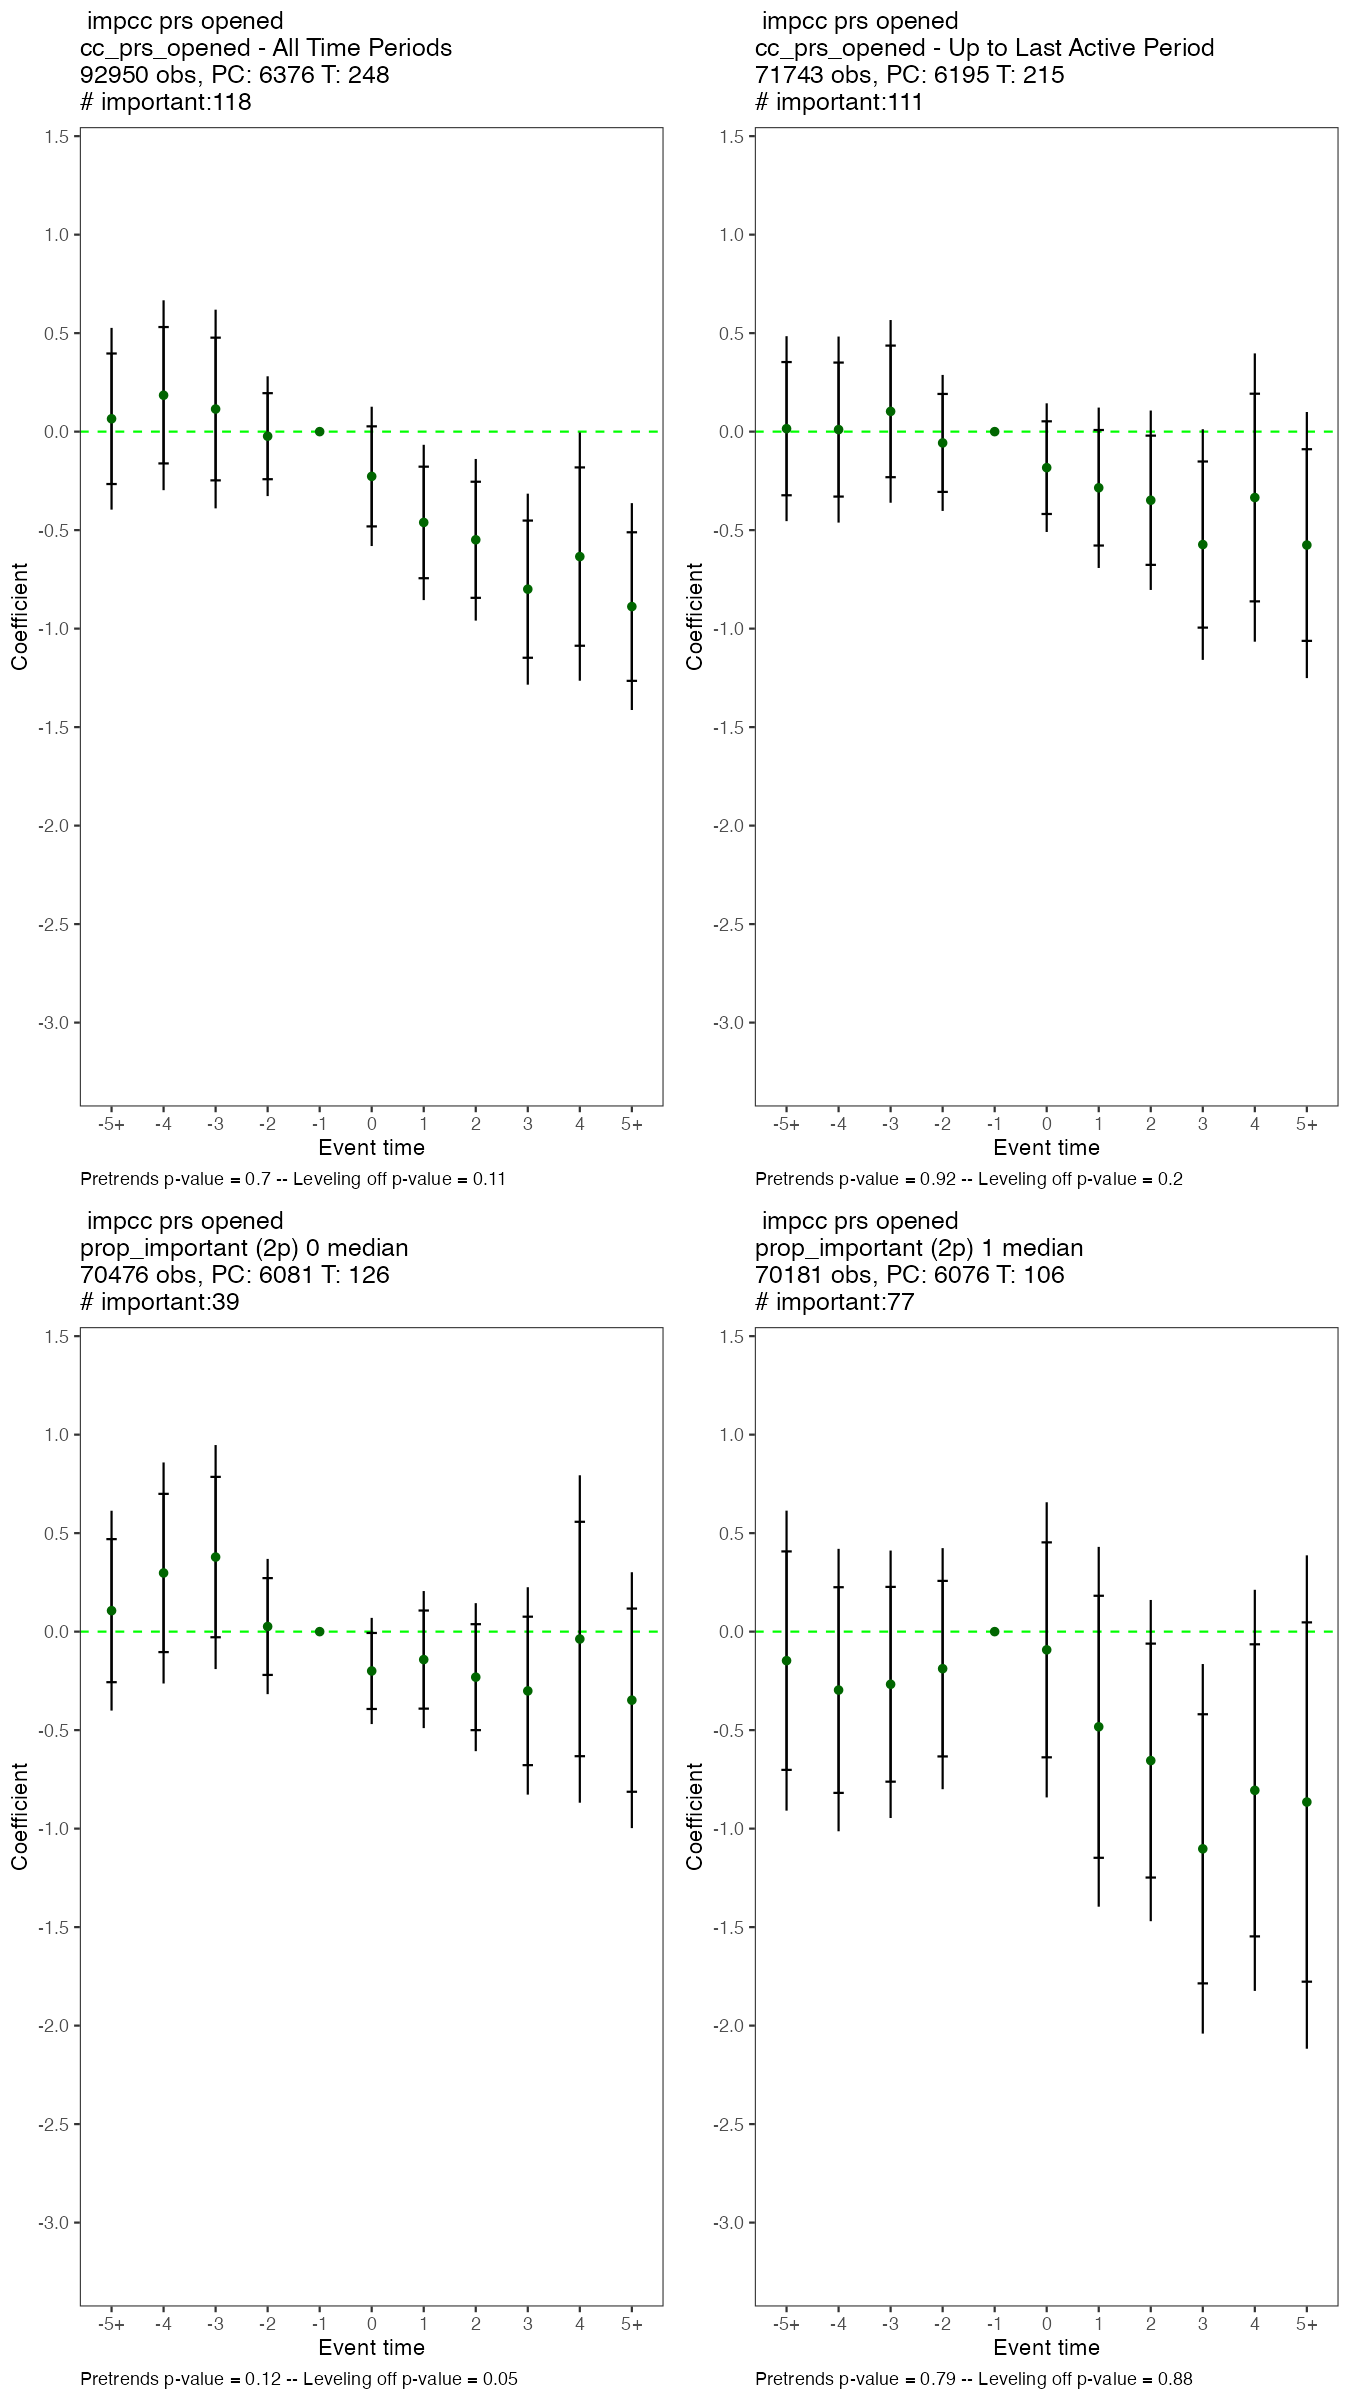 impcc prs opened
cc_prs_opened - All Time Periods
92950 obs, PC: 6376 T: 248
# important:118
1.5
1.0
0.5
0.0
-0.5
-1.0
-1.5
-2.0
-2.5
-3.0
Coefficient
-5+ -4 -3 -2 -1 0 1 2 3 4 5+
Event time
Pretrends p-value = 0.7 -- Leveling off p-value = 0.11
impcc prs opened
cc_prs_opened - Up to Last Active Period
71743 obs, PC: 6195 T: 215
# important:111
1.5
1.0
0.5
0.0
-0.5
-1.0
-1.5
-2.0
-2.5
-3.0
Coefficient
-5+ -4 -3 -2 -1 0 1 2 3 4 5+
Event time
Pretrends p-value = 0.92 -- Leveling off p-value = 0.2
impcc prs opened
prop_important (2p) 0 median
70476 obs, PC: 6081 T: 126
# important:39
1.5
1.0
0.5
0.0
-0.5
-1.0
-1.5
-2.0
-2.5
-3.0
Coefficient
-5+ -4 -3 -2 -1 0 1 2 3 4 5+
Event time
Pretrends p-value = 0.12 -- Leveling off p-value = 0.05
impcc prs opened
prop_important (2p) 1 median
70181 obs, PC: 6076 T: 106
# important:77
1.5
1.0
0.5
0.0
-0.5
-1.0
-1.5
-2.0
-2.5
-3.0
Coefficient
-5+ -4 -3 -2 -1 0 1 2 3 4 5+
Event time
Pretrends p-value = 0.79 -- Leveling off p-value = 0.88